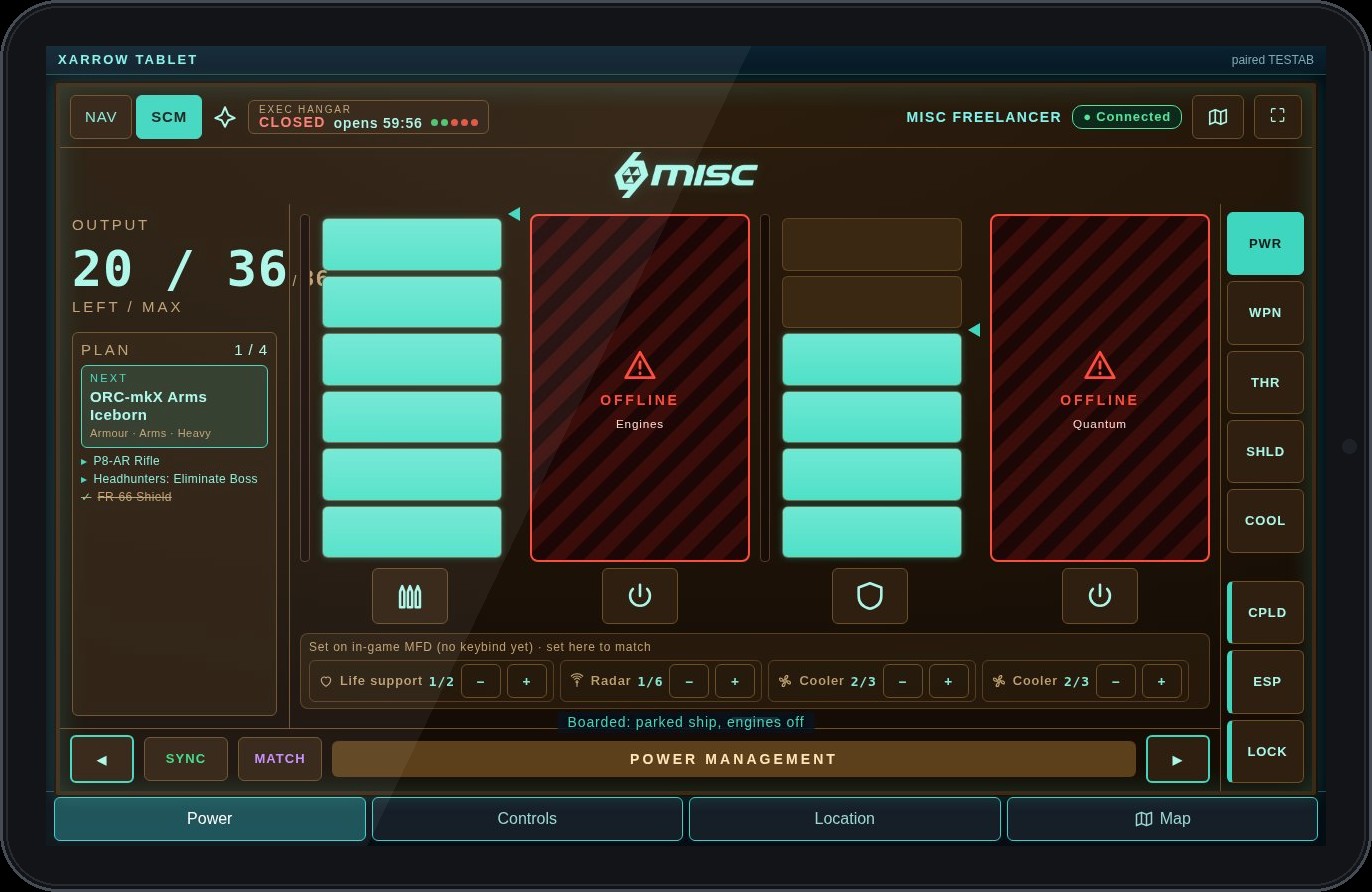 XARROW TABLET
paired TESTAB
NAV
SCM
EXEC HANGAR
CLOSED opens 59:56
MISC FREELANCER
● Connected
MISC
OUTPUT
20 / 36 / 36
LEFT / MAX
PLAN 1 / 4
NEXT
ORC-mkX Arms
Iceborn
Armour · Arms · Heavy
▸ P8-AR Rifle
▸ Headhunters: Eliminate Boss
✓ FR-66 Shield
OFFLINE
Engines
OFFLINE
Quantum
PWR
WPN
THR
SHLD
COOL
CPLD
ESP
LOCK
Set on in-game MFD (no keybind yet) · set here to match
Life support 1/2 − +
Radar 1/6 − +
Cooler 2/3 − +
Cooler 2/3 − +
Boarded: parked ship, engines off
◀ SYNC MATCH POWER MANAGEMENT ▶
Power
Controls
Location
Map